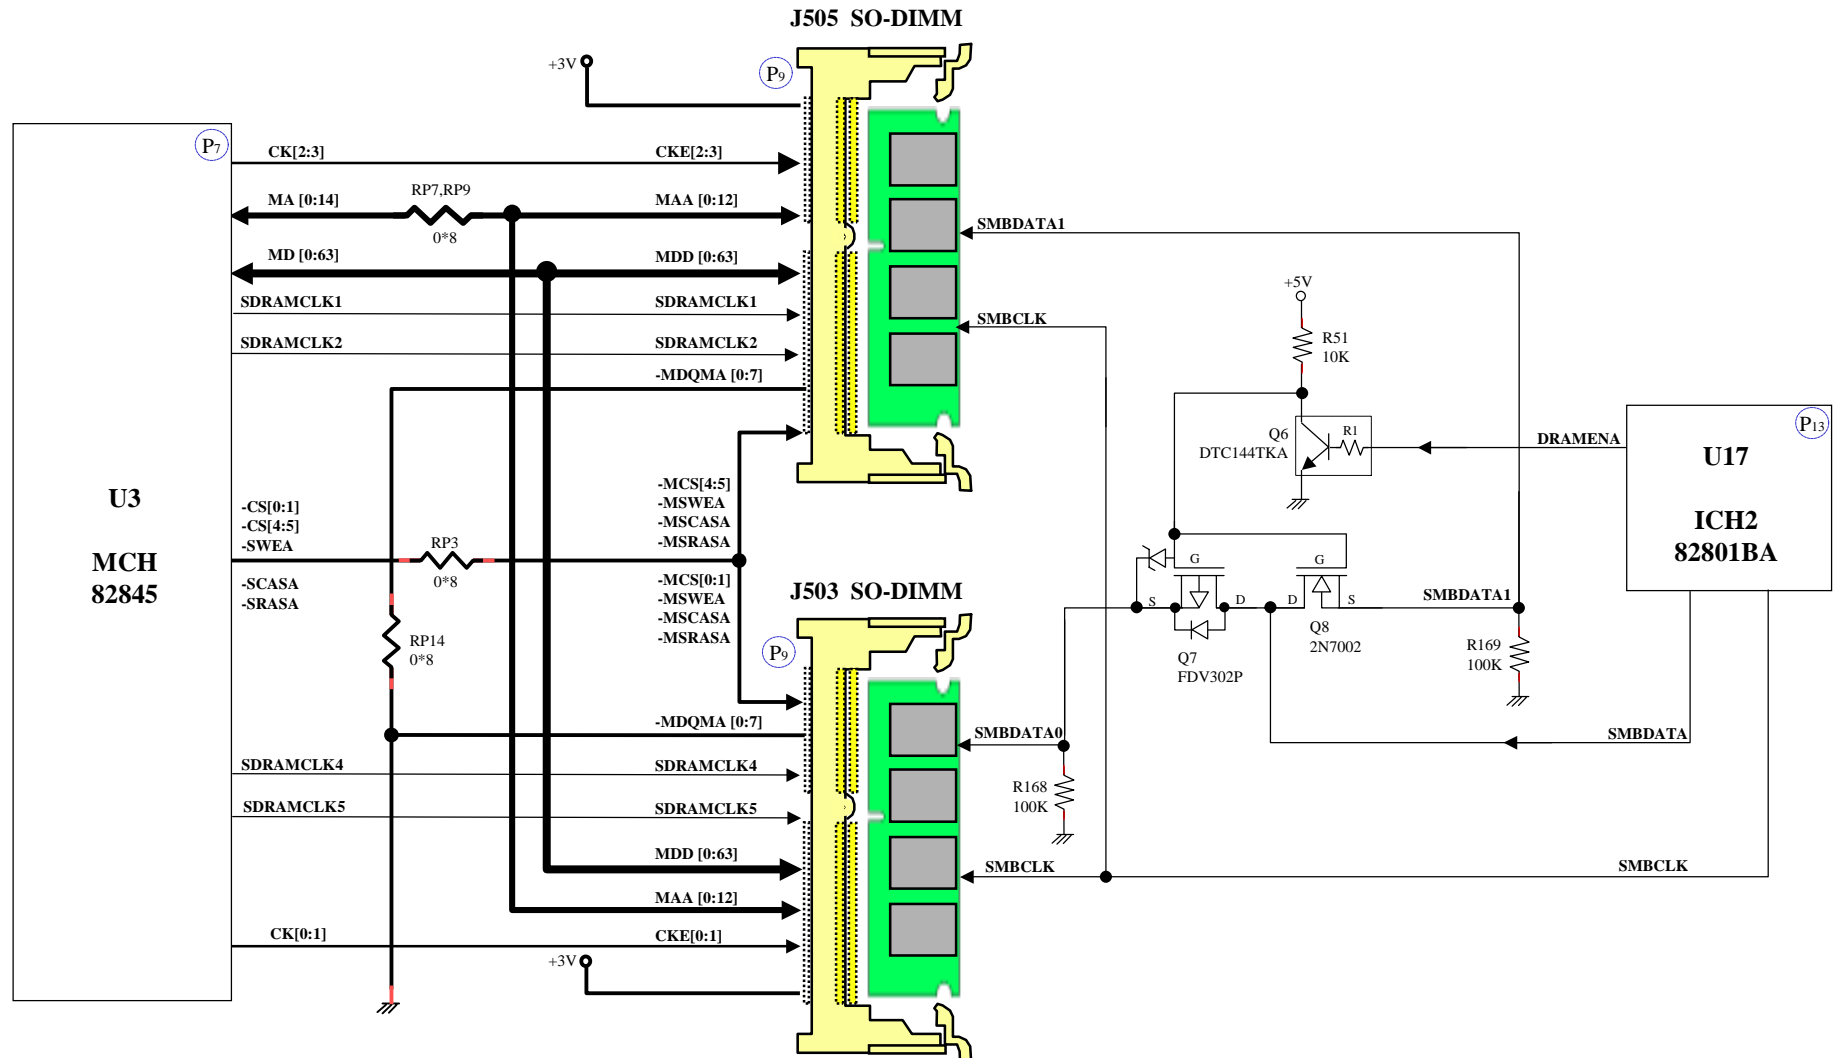 J505 SO-DIMM
+3V
P9
P7
CK[2:3]
CKE[2:3]
RP7,RP9
MA [0:14]
MAA [0:12]
0*8
MD [0:63]
MDD [0:63]
SDRAMCLK1
SDRAMCLK1
SDRAMCLK2
SDRAMCLK2
-MDQMA [0:7]
SMBDATA1
SMBCLK
+5V
R51
10K
Q6
DTC144TKA
R1
DRAMENA
P13
U17
ICH2
82801BA
U3
MCH
82845
-CS[0:1]
-CS[4:5]
-SWEA
-SCASA
-SRASA
RP3
0*8
-MCS[4:5]
-MSWEA
-MSCASA
-MSRASA
-MCS[0:1]
-MSWEA
-MSCASA
-MSRASA
RP14
0*8
J503 SO-DIMM
P9
G
G
S
D
D
S
SMBDATA1
Q7
FDV302P
Q8
2N7002
R169
100K
-MDQMA [0:7]
SMBDATA0
SMBDATA
R168
100K
SDRAMCLK4
SDRAMCLK4
SDRAMCLK5
SDRAMCLK5
MDD [0:63]
SMBCLK
SMBCLK
MAA [0:12]
CK[0:1]
CKE[0:1]
+3V